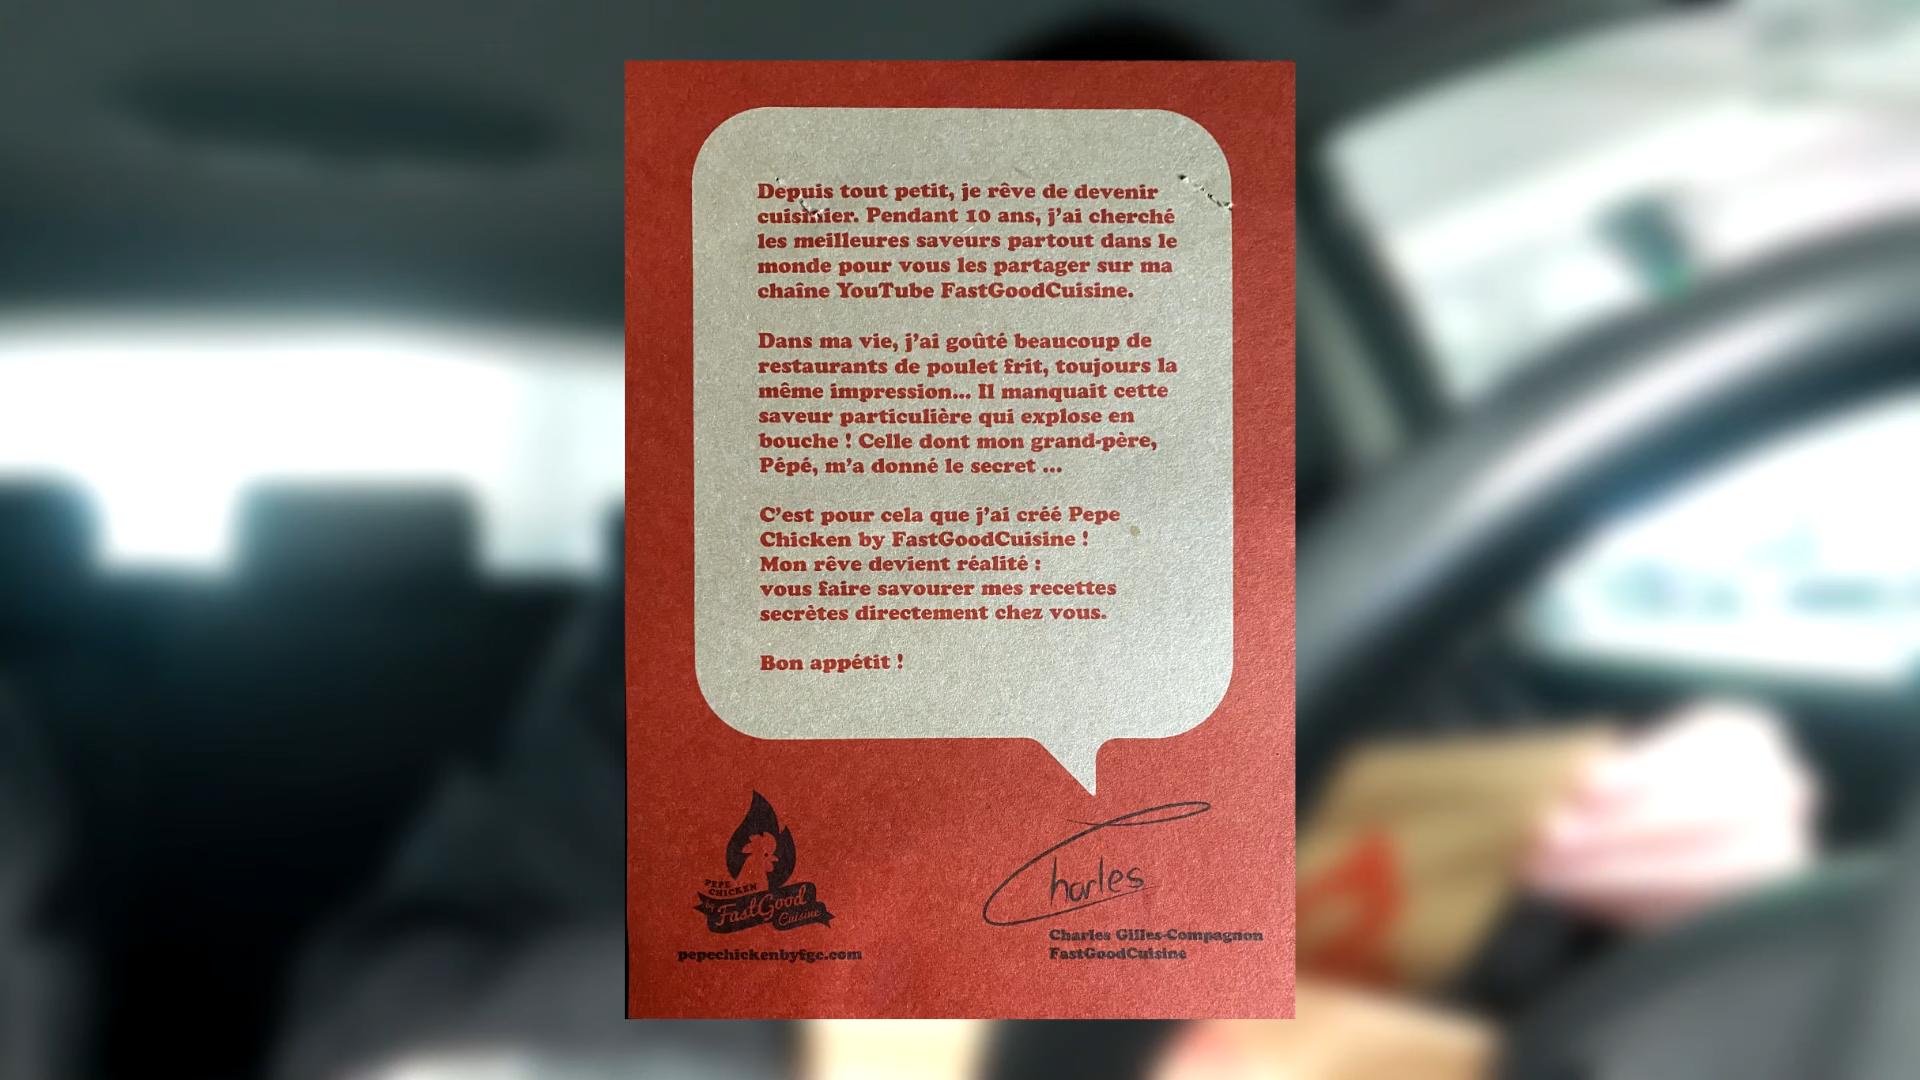 Depuis tout petit, je rêve de devenir
cuisinier. Pendant 10 ans, j'ai cherché
les meilleures saveurs partout dans le
monde pour vous les partager sur ma
chaîne YouTube FastGoodCuisine.
Dans ma vie, j'ai goûté beaucoup de
restaurants de poulet frit, toujours la
même impression... Il manquait cette
saveur particulière qui explose en
bouche ! Celle dont mon grand-père,
Pépé, m'a donné le secret ...
C'est pour cela que j'ai créé Pepe
Chicken by FastGoodCuisine !
Mon rêve devient réalité :
vous faire savourer mes recettes
secrètes directement chez vous.
Bon appétit !
PEPE
CHICKEN
by FastGood
Cuisine
pepechickenbyfgc.com
Charles
Charles Gilles-Compagnon
FastGoodCuisine